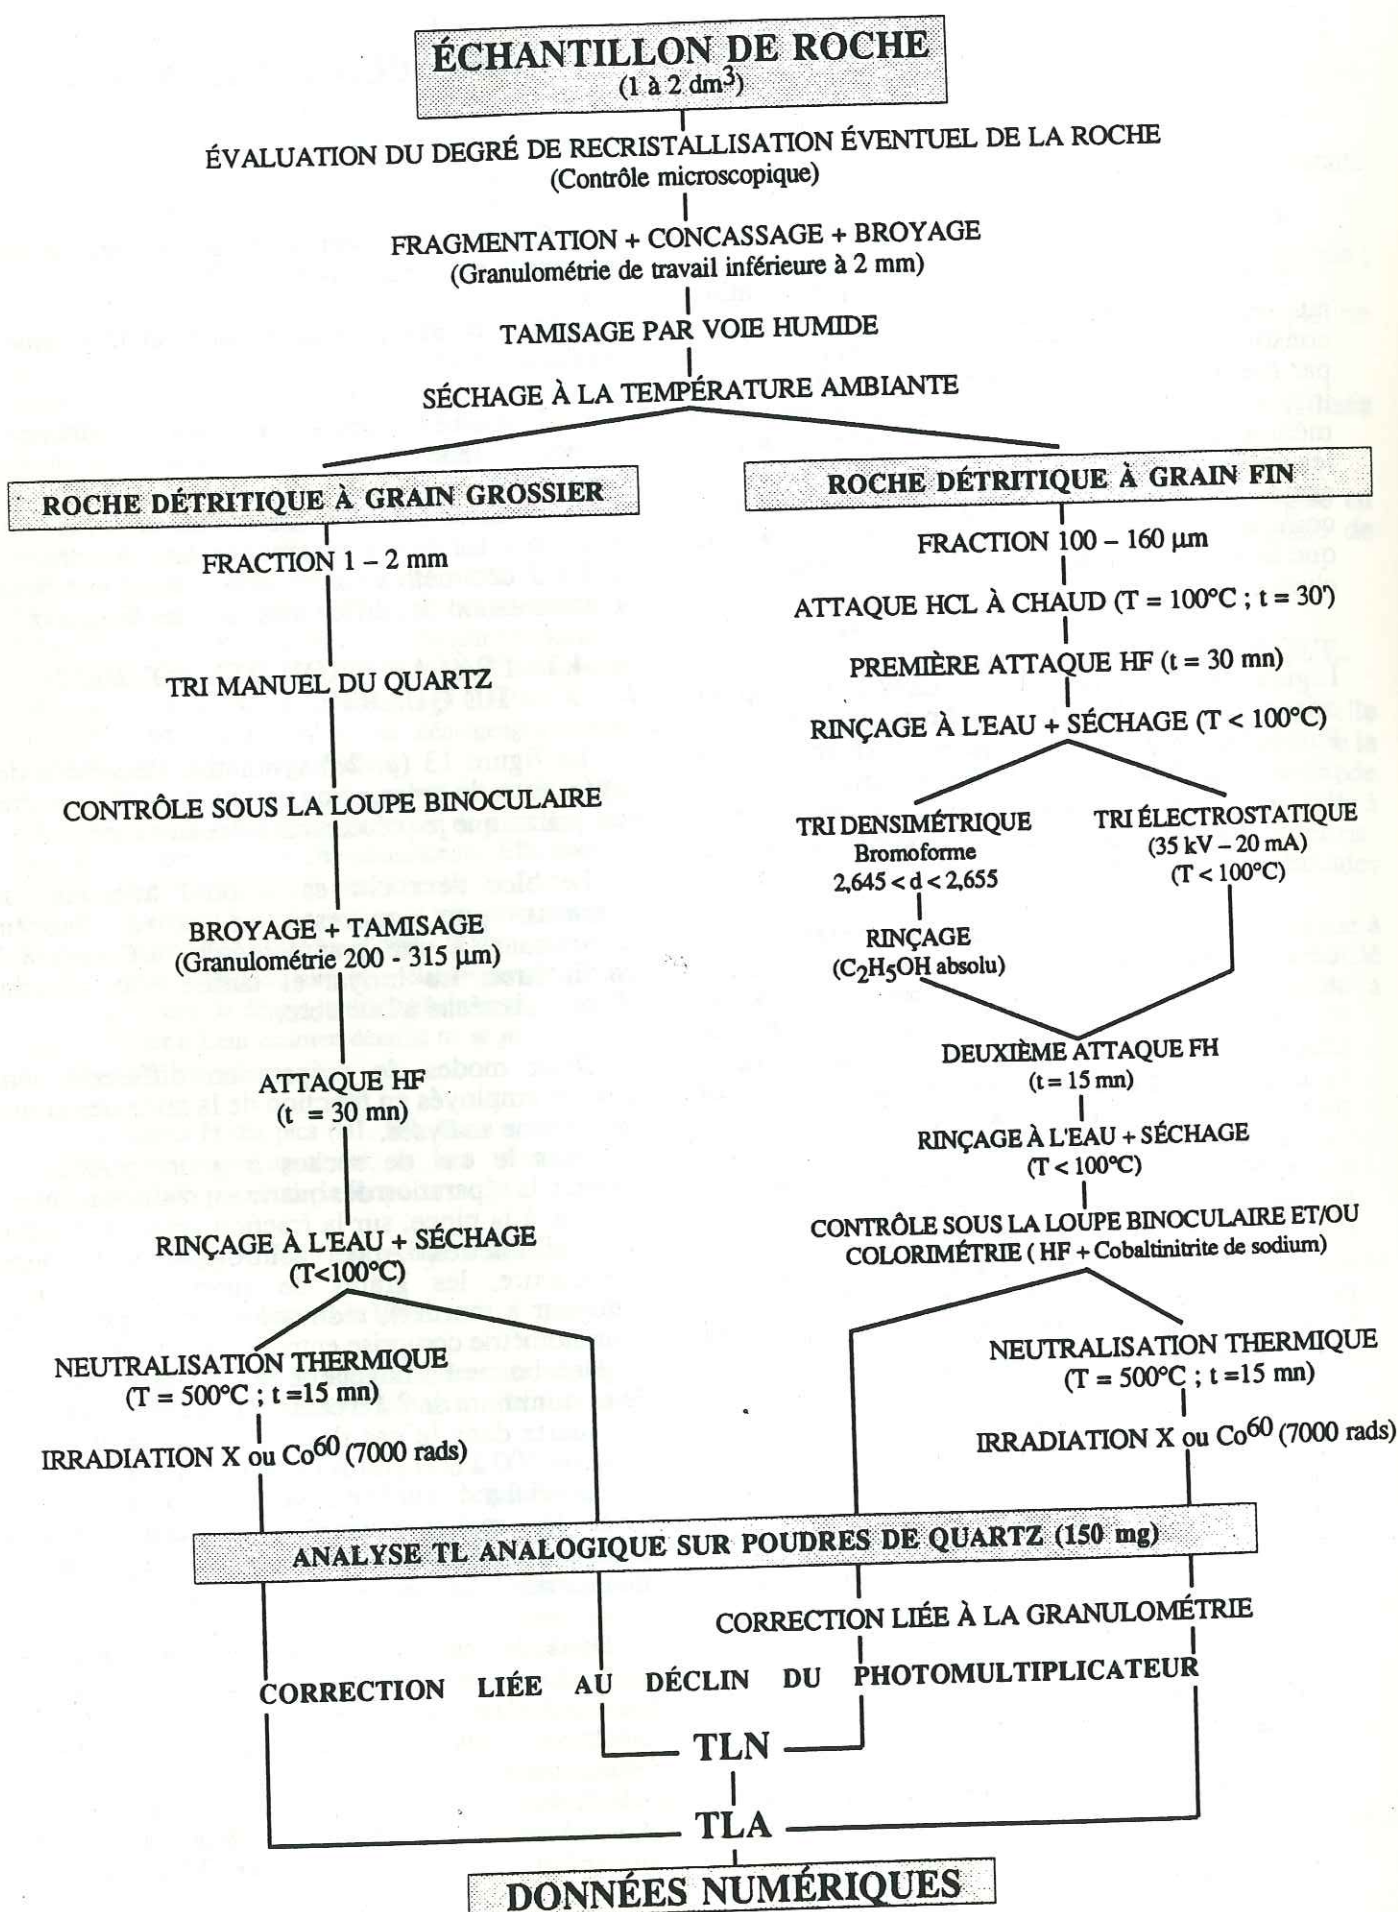 ÉCHANTILLON DE ROCHE
(1 à 2 dm3)
ÉVALUATION DU DEGRÉ DE RECRISTALLISATION ÉVENTUEL DE LA ROCHE
(Contrôle microscopique)
FRAGMENTATION + CONCASSAGE + BROYAGE
(Granulométrie de travail inférieure à 2 mm)
TAMISAGE PAR VOIE HUMIDE
SÉCHAGE À LA TEMPÉRATURE AMBIANTE
ROCHE DÉTRITIQUE À GRAIN GROSSIER
FRACTION 1 – 2 mm
TRI MANUEL DU QUARTZ
CONTRÔLE SOUS LA LOUPE BINOCULAIRE
BROYAGE + TAMISAGE
(Granulométrie 200 - 315 µm)
ATTAQUE HF
(t = 30 mn)
RINÇAGE À L'EAU + SÉCHAGE
(T<100°C)
NEUTRALISATION THERMIQUE
(T = 500°C ; t =15 mn)
IRRADIATION X ou Co60 (7000 rads)
ROCHE DÉTRITIQUE À GRAIN FIN
FRACTION 100 – 160 µm
ATTAQUE HCL À CHAUD (T = 100°C ; t = 30')
PREMIÈRE ATTAQUE HF (t = 30 mn)
RINÇAGE À L'EAU + SÉCHAGE (T < 100°C)
TRI DENSIMÉTRIQUE
Bromoforme
2,645 < d < 2,655
RINÇAGE
(C2H5OH absolu)
TRI ÉLECTROSTATIQUE
(35 kV – 20 mA)
(T < 100°C)
DEUXIÈME ATTAQUE FH
(t = 15 mn)
RINÇAGE À L'EAU + SÉCHAGE
(T < 100°C)
CONTRÔLE SOUS LA LOUPE BINOCULAIRE ET/OU
COLORIMÉTRIE ( HF + Cobaltinitrite de sodium)
NEUTRALISATION THERMIQUE
(T = 500°C ; t =15 mn)
IRRADIATION X ou Co60 (7000 rads)
ANALYSE TL ANALOGIQUE SUR POUDRES DE QUARTZ (150 mg)
CORRECTION LIÉE À LA GRANULOMÉTRIE
CORRECTION LIÉE AU DÉCLIN DU PHOTOMULTIPLICATEUR
TLN
TLA
DONNÉES NUMÉRIQUES